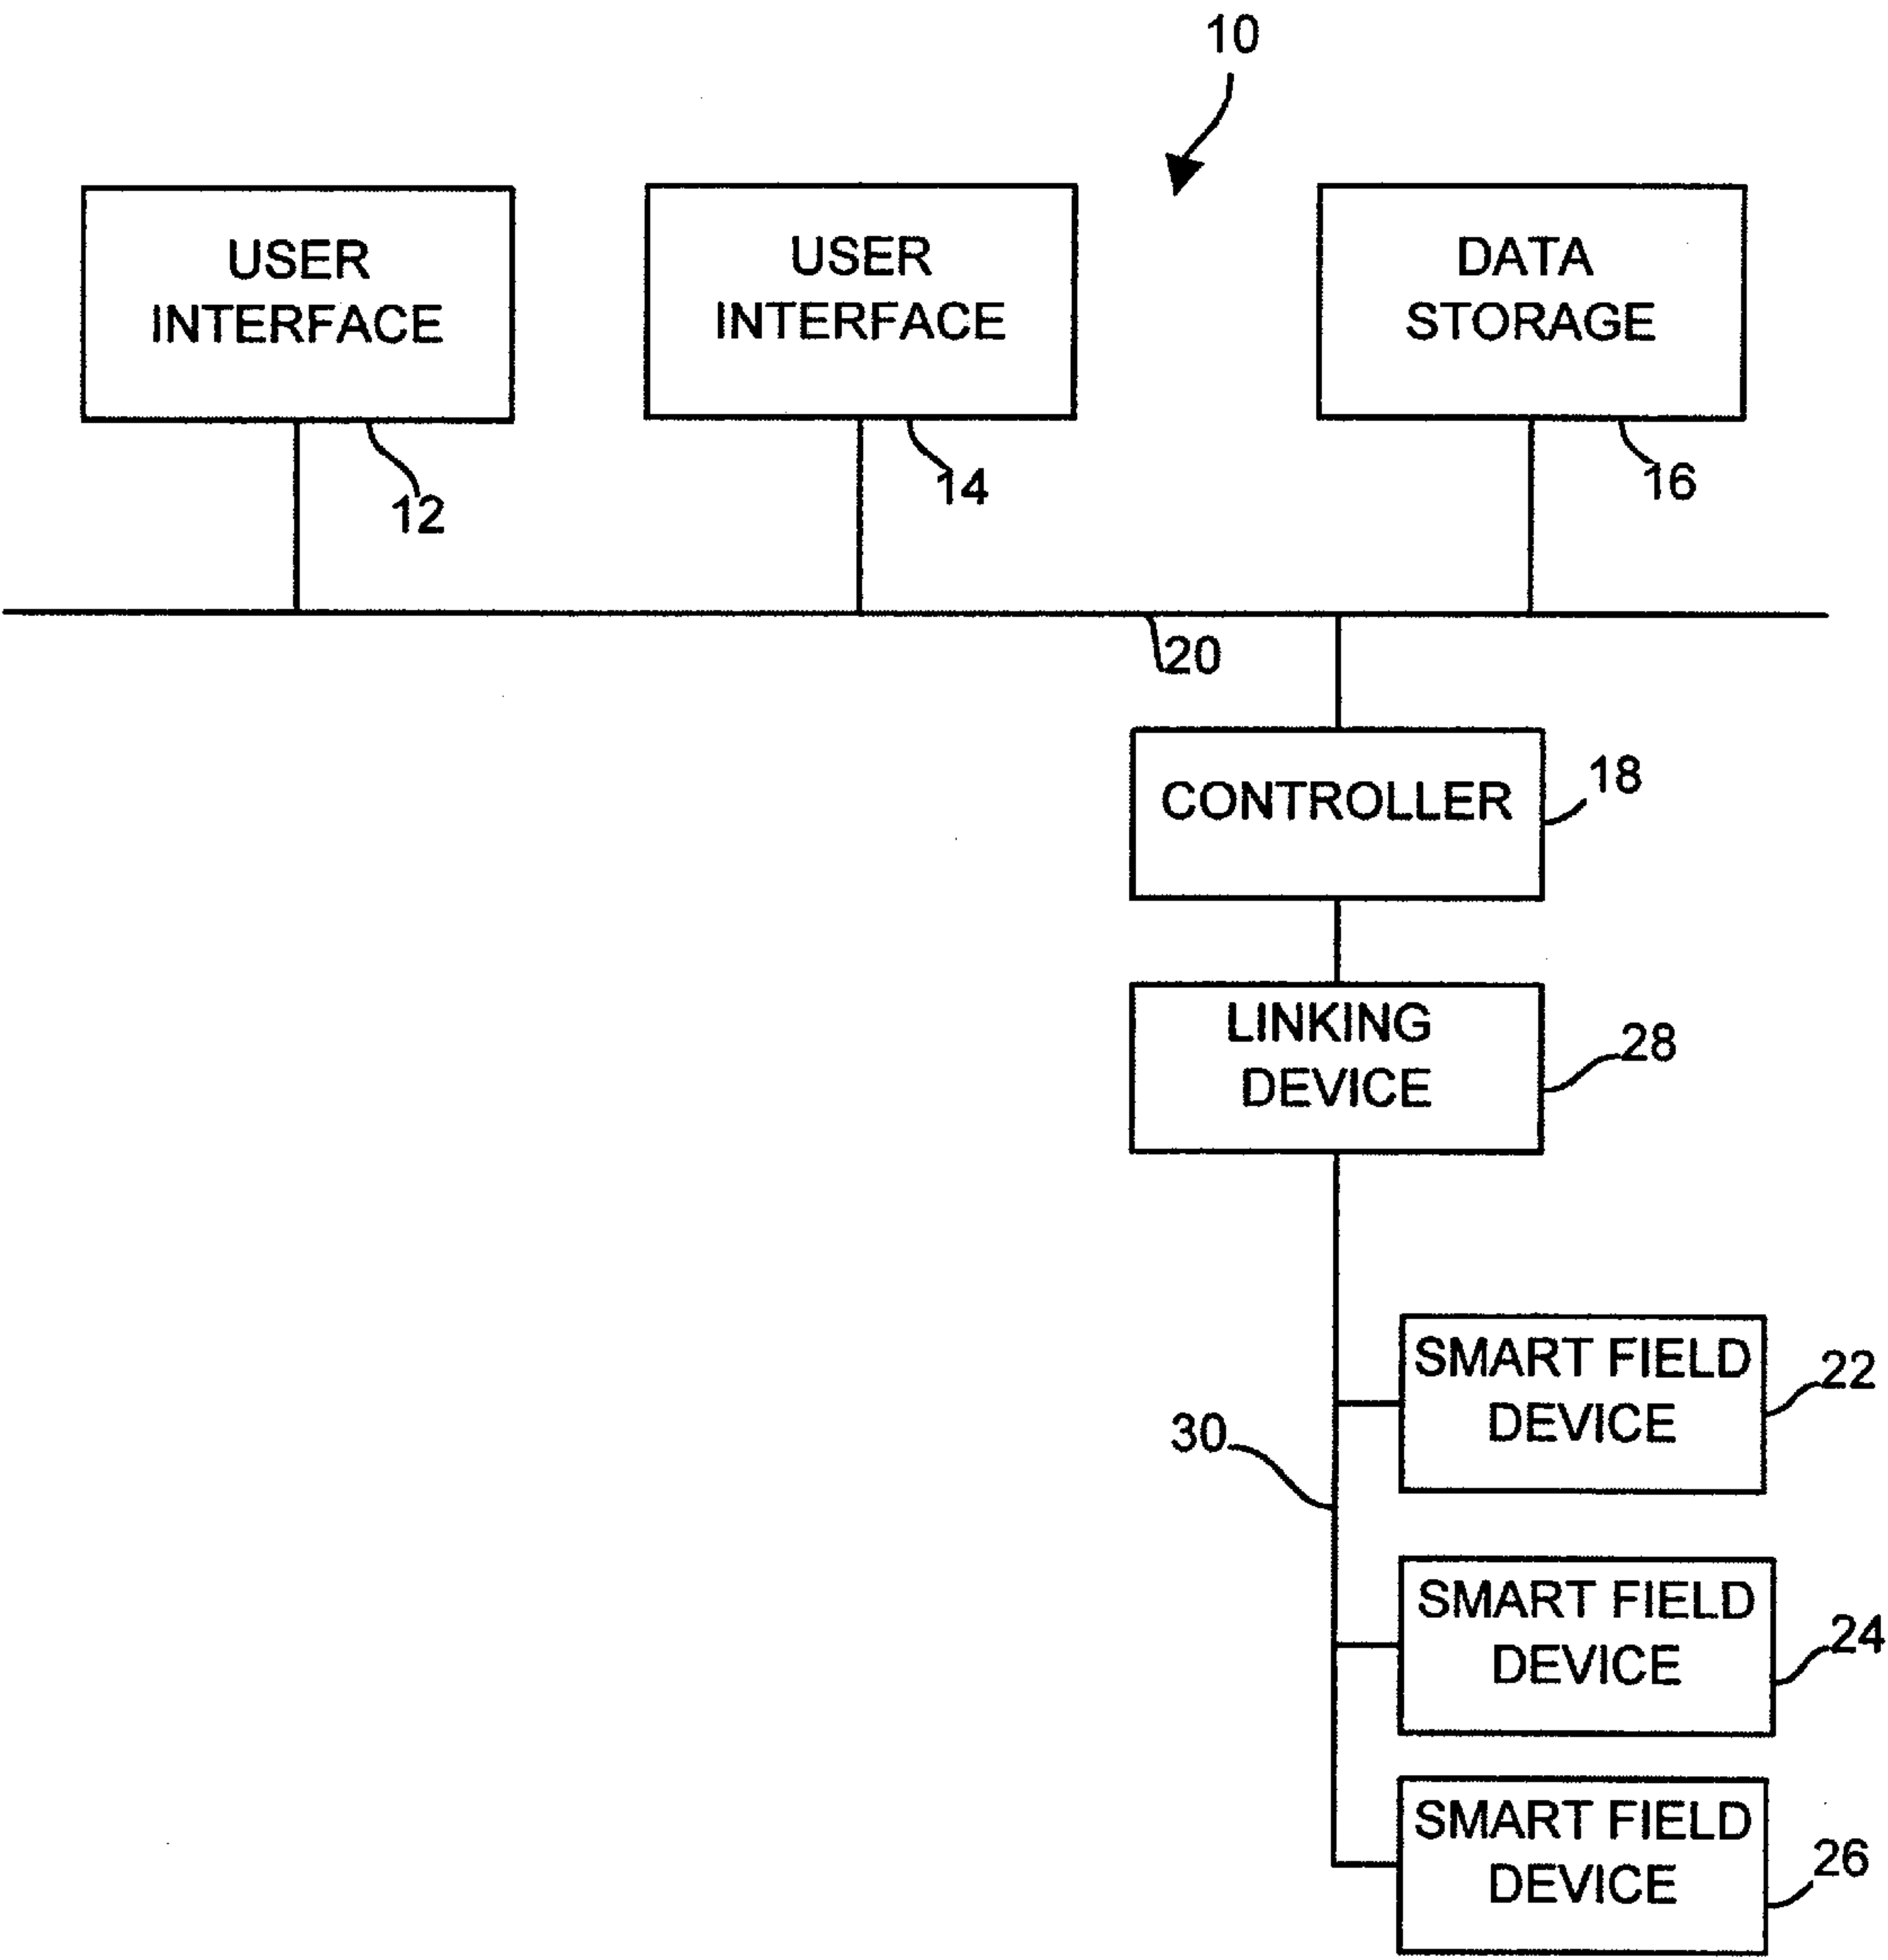 10
USER
INTERFACE
USER
INTERFACE
DATA
STORAGE
12
14
16
20
CONTROLLER
18
LINKING
DEVICE
28
SMART FIELD
DEVICE
22
30
SMART FIELD
DEVICE
24
SMART FIELD
DEVICE
26